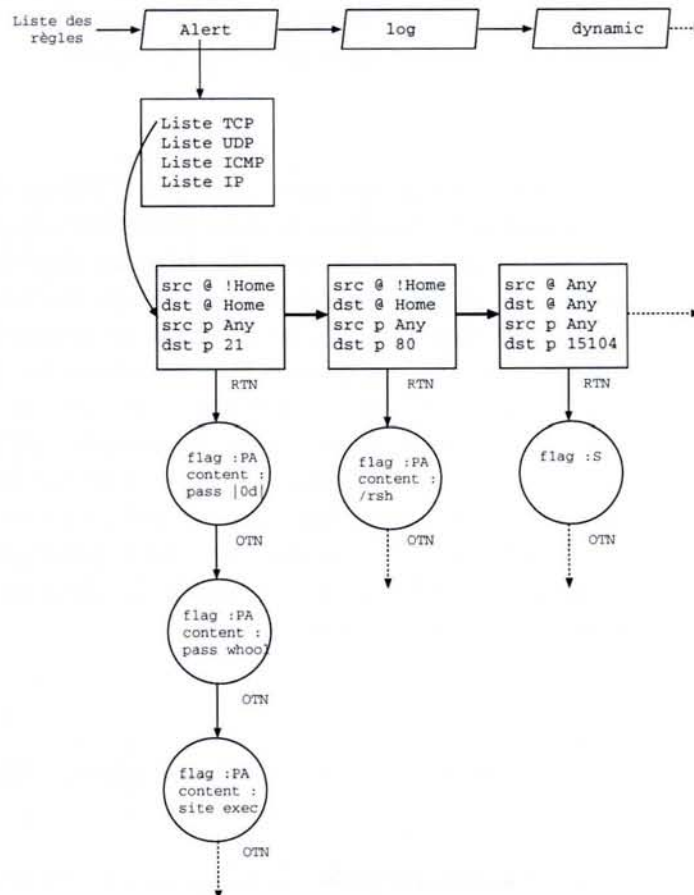 Liste des
règles
Alert
log
dynamic
Liste TCP
Liste UDP
Liste ICMP
Liste IP
src @ !Home
dst @ Home
src p Any
dst p 21
src @ !Home
dst @ Home
src p Any
dst p 80
src @ Any
dst @ Any
src p Any
dst p 15104
RTN
RTN
RTN
flag :PA
content :
pass |0d|
flag :PA
content :
/rsh
flag :S
OTN
OTN
OTN
flag :PA
content :
pass whool
OTN
flag :PA
content :
site exec
OTN